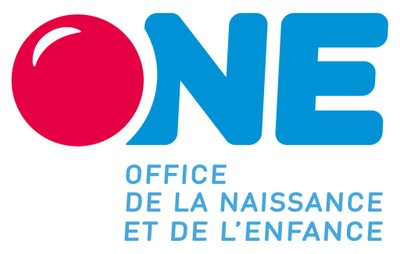 ONE
OFFICE
DE LA NAISSANCE
ET DE L'ENFANCE